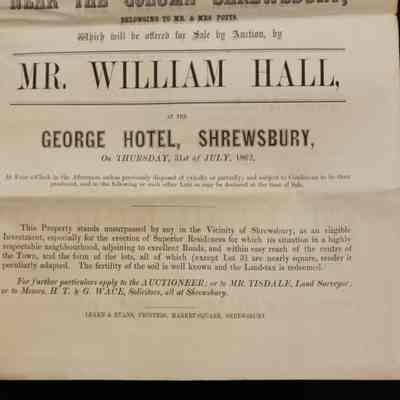 NEAR THE COLUMN SHREWSBURY,
BELONGING TO MR. & MRS POTTS.
Which will be offered for Sale by Auction, by
MR. WILLIAM HALL,
AT THE
GEORGE HOTEL, SHREWSBURY,
On THURSDAY, 31st of JULY, 1862,
At Four o'Clock in the Afternoon unless previously disposed of entirely or partially; and subject to Conditions to be then
produced, and in the following or such other Lots as may be declared at the time of Sale.
This Property stands unsurpassed by any in the Vicinity of Shrewsbury, as an eligible
Investment, especially for the erection of Superior Residences for which its situation in a highly
respectable neighbourhood, adjoining to excellent Roads, and within easy reach of the centre of
the Town, and the form of the lots, all of which (except Lot 3) are nearly square, render it
peculiarly adapted. The fertility of the soil is well known and the Land-tax is redeemed.
For further particulars apply to the AUCTIONEER; or to MR. TISDALE, Land Surveyor;
or to Messrs. H. T. & G. WACE, Solicitors, all at Shrewsbury.
LEAKE & EVANS, PRINTERS, MARKET-SQUARE, SHREWSBURY.